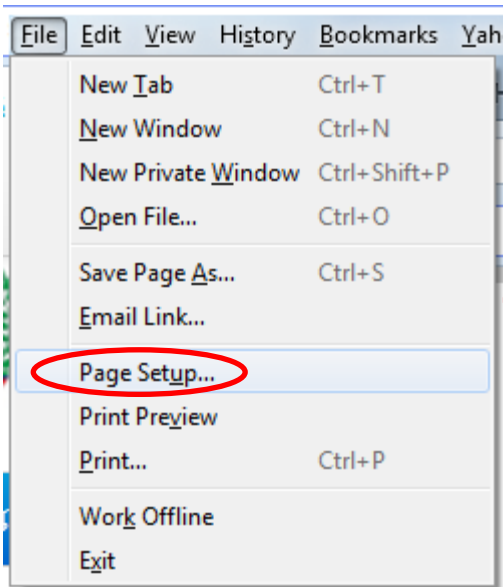 File Edit View History Bookmarks Yah
New Tab Ctrl+T
New Window Ctrl+N
New Private Window Ctrl+Shift+P
Open File... Ctrl+O
Save Page As... Ctrl+S
Email Link...
Page Setup...
Print Preview
Print... Ctrl+P
Work Offline
Exit